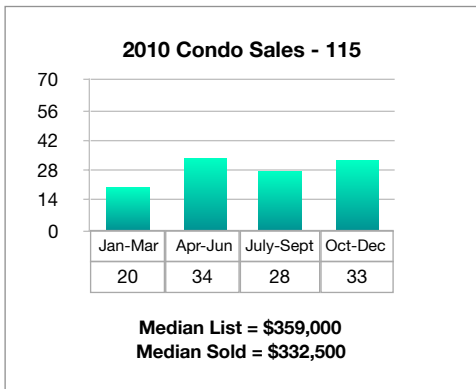 2010 Condo Sales - 115
70
56
42
28
14
0
Jan-Mar Apr-Jun July-Sept Oct-Dec
20 34 28 33
Median List = $359,000
Median Sold = $332,500